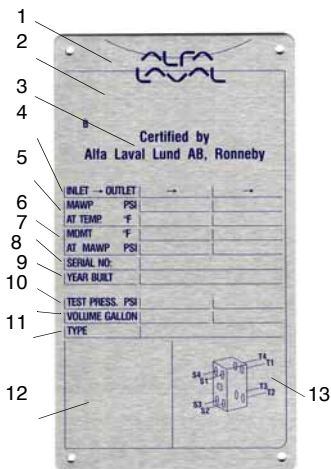 1
2
3
4
5
6
7
8
9
10
11
12
13
ALFA
LAVAL
B
Certified by
Alfa Laval Lund AB, Ronneby
INLET → OUTLET → →
MAWP PSI
AT TEMP. °F
MDMT °F
AT MAWP PSI
SERIAL NO:
YEAR BUILT
TEST PRESS. PSI
VOLUME GALLON
TYPE
S4 T4
S1 T1
S3 T3
S2 T2